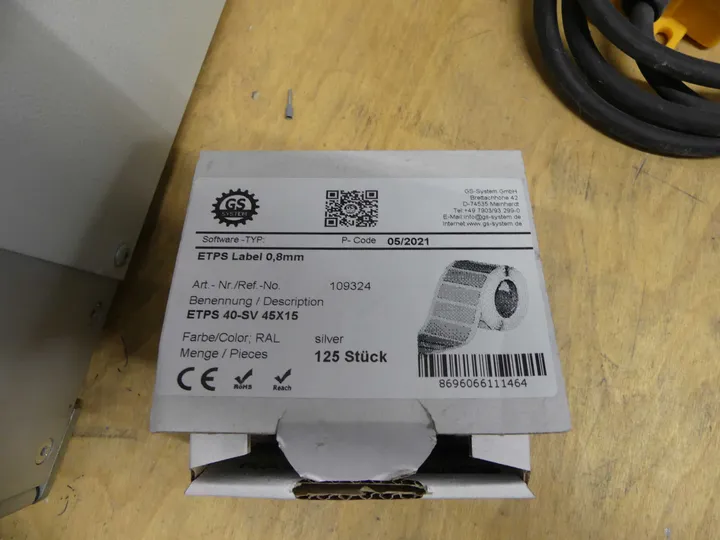 GS
SYSTEM
GS-System GmbH
Brettachhöhe 42
D-74535 Mainhardt
Tel:+49 7903/93 299-0
E-Mail:info@gs-system.de
Internet:www.gs-system.de
Software -TYP: P- Code 05/2021
ETPS Label 0,8mm
Art.- Nr./Ref.-No. 109324
Benennung / Description
ETPS 40-SV 45X15
Farbe/Color; RAL silver
Menge / Pieces 125 Stück
CE RoHS Reach
8696066111464